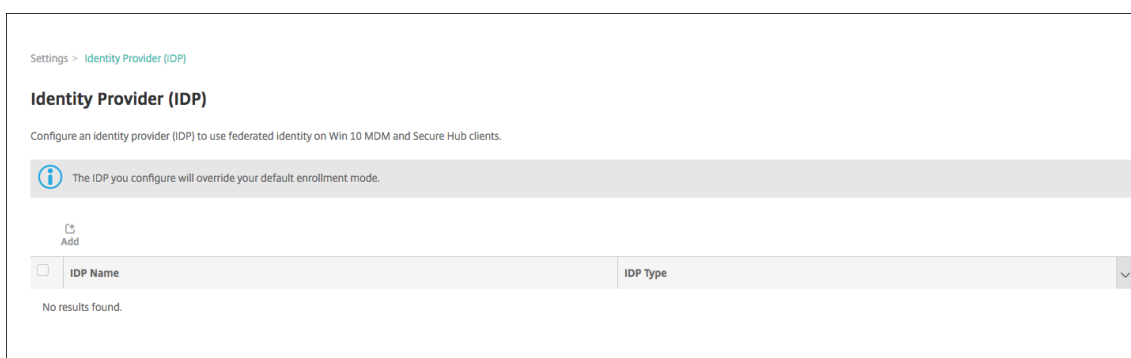 Settings > Identity Provider (IDP)
Identity Provider (IDP)
Configure an identity provider (IDP) to use federated identity on Win 10 MDM and Secure Hub clients.
The IDP you configure will override your default enrollment mode.
Add
IDP Name IDP Type
No results found.